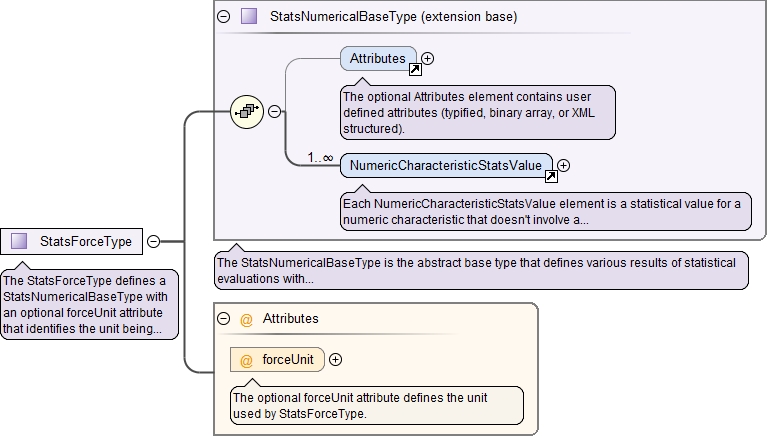 StatsNumericalBaseType (extension base)
Attributes
The optional Attributes element contains user
defined attributes (typified, binary array, or XML
structured).
1..∞
NumericCharacteristicStatsValue
Each NumericCharacteristicStatsValue element is a statistical value for a
numeric characteristic that doesn't involve a...
StatsForceType
The StatsForceType defines a
StatsNumericalBaseType with
an optional forceUnit attribute
that identifies the unit being...
The StatsNumericalBaseType is the abstract base type that defines various results of statistical
evaluations with...
@ Attributes
@ forceUnit
The optional forceUnit attribute defines the unit
used by StatsForceType.